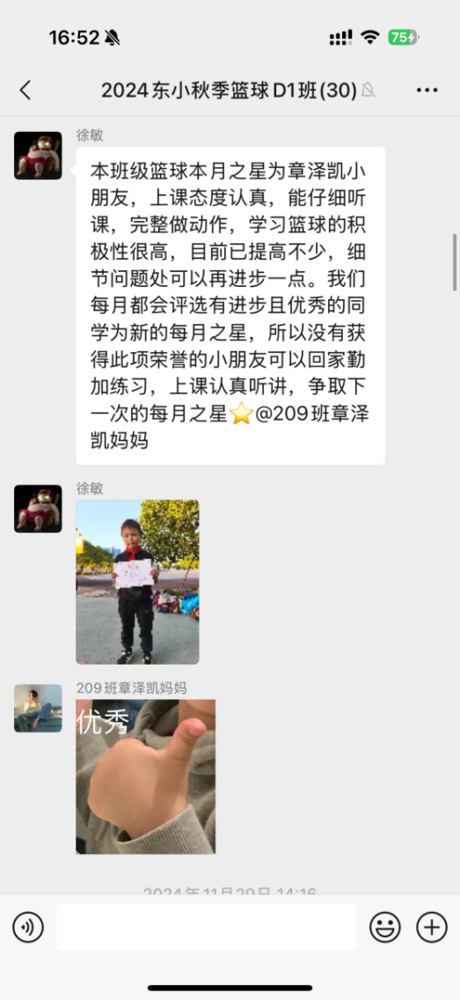 16:52
75
2024东小秋季篮球D1班(30)
徐敏
本班级篮球本月之星为章泽凯小
朋友，上课态度认真，能仔细听
课，完整做动作，学习篮球的积
极性很高，目前已提高不少，细
节问题处可以再进步一点。我们
每月都会评选有进步且优秀的同
学为新的每月之星，所以没有获
得此项荣誉的小朋友可以回家勤
加练习，上课认真听讲，争取下
一次的每月之星⭐@209班章泽
凯妈妈
徐敏
209班章泽凯妈妈
优秀
2024年11月29日 14:16